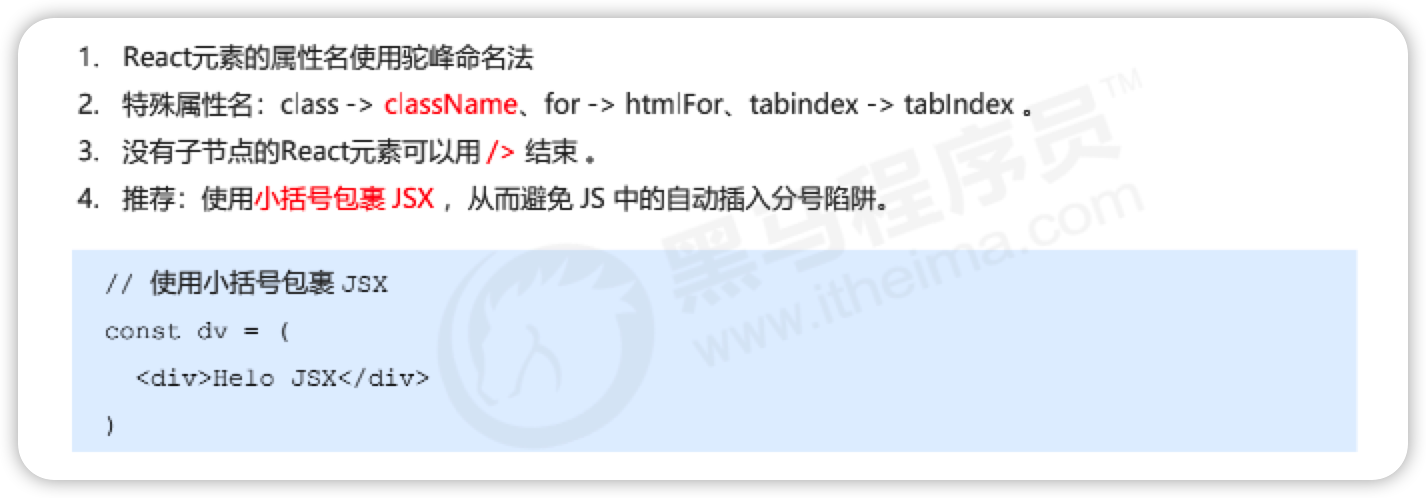 1. React元素的属性名使用驼峰命名法
2. 特殊属性名：class -> className、for -> htmlFor、tabindex -> tabIndex 。
3. 没有子节点的React元素可以用 /> 结束 。
4. 推荐：使用小括号包裹 JSX ，从而避免 JS 中的自动插入分号陷阱。
黑马程序员™
www.itheima.com
// 使用小括号包裹 JSX
const dv = (
<div>Helo JSX</div>
)